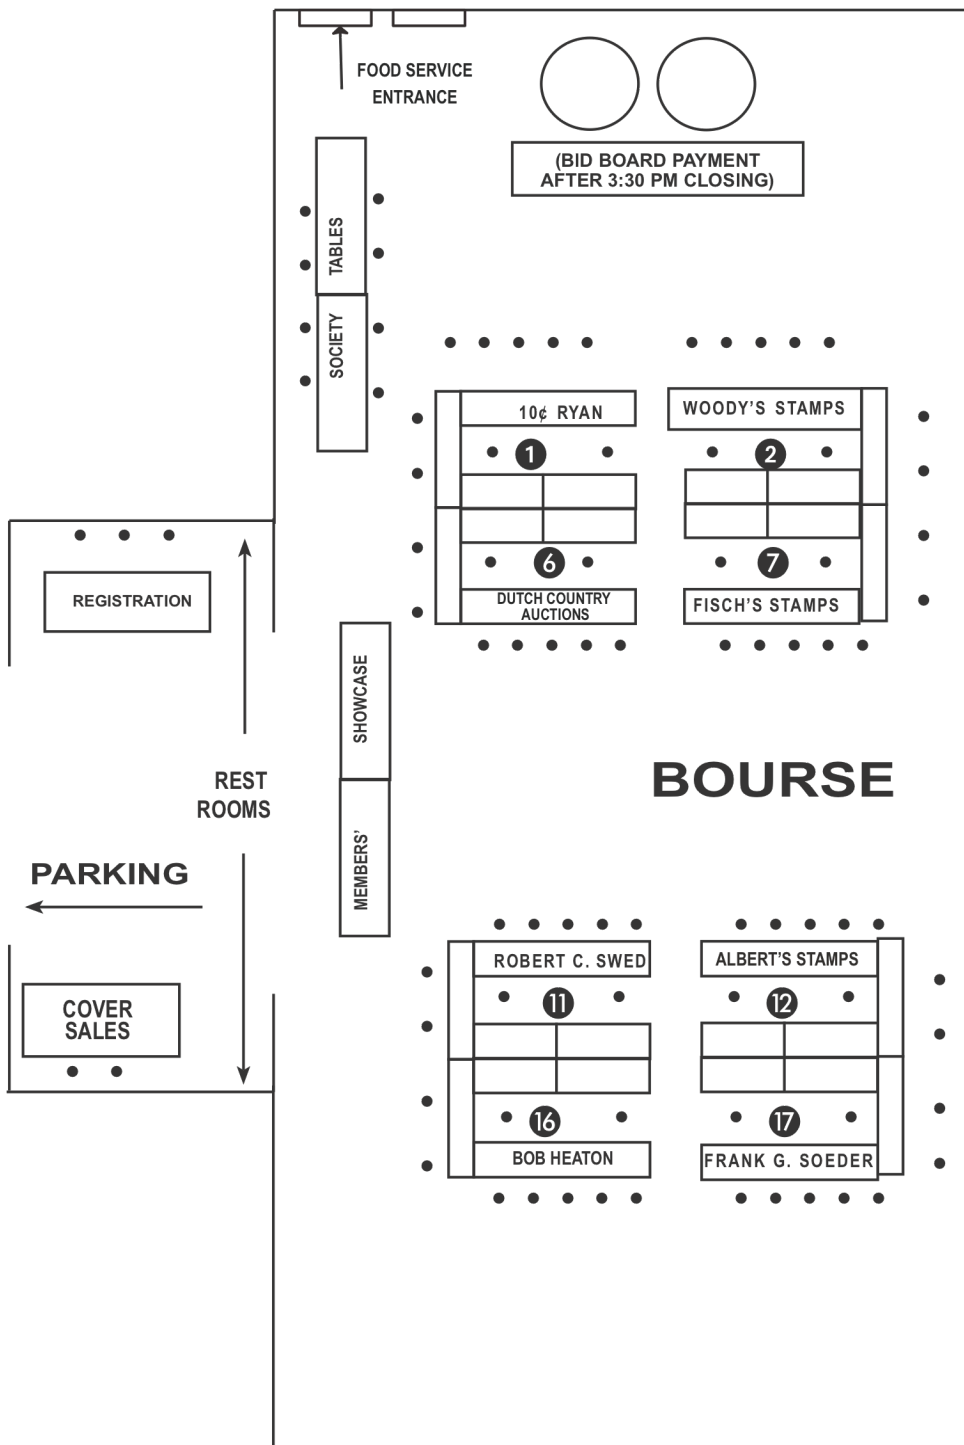 FOOD SERVICE
ENTRANCE
(BID BOARD PAYMENT
AFTER 3:30 PM CLOSING)
TABLES
SOCIETY
10¢ RYAN
WOODY'S STAMPS
1
2
6
7
DUTCH COUNTRY
AUCTIONS
FISCH'S STAMPS
REGISTRATION
SHOWCASE
MEMBERS'
REST
ROOMS
BOURSE
PARKING
COVER
SALES
ROBERT C. SWED
ALBERT'S STAMPS
11
12
16
17
BOB HEATON
FRANK G. SOEDER